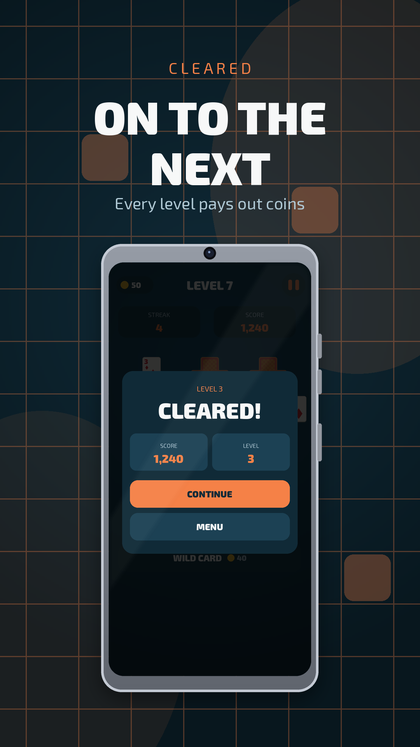 CLEARED
ON TO THE
NEXT
Every level pays out coins
50
LEVEL 7
STREAK
SCORE
4
1,240
LEVEL 3
CLEARED!
SCORE
LEVEL
1,240
3
CONTINUE
MENU
WILD CARD
40